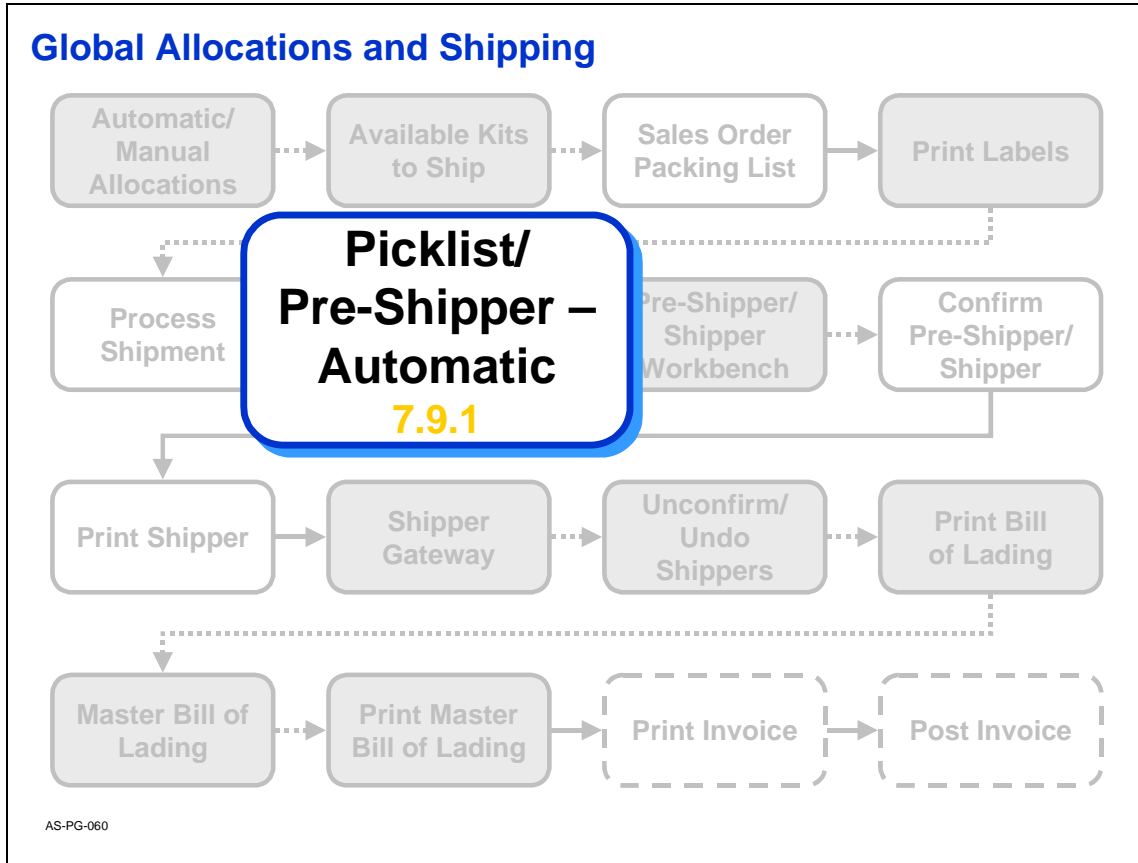 Global Allocations and Shipping
Automatic/
Manual
Allocations
Available Kits
to Ship
Sales Order
Packing List
Print Labels
Process
Shipment
Picklist/
Pre-Shipper –
Automatic
7.9.1
Pre-Shipper/
Shipper
Workbench
Confirm
Pre-Shipper/
Shipper
Print Shipper
Shipper
Gateway
Unconfirm/
Undo
Shippers
Print Bill
of Lading
Master Bill of
Lading
Print Master
Bill of Lading
Print Invoice
Post Invoice
AS-PG-060